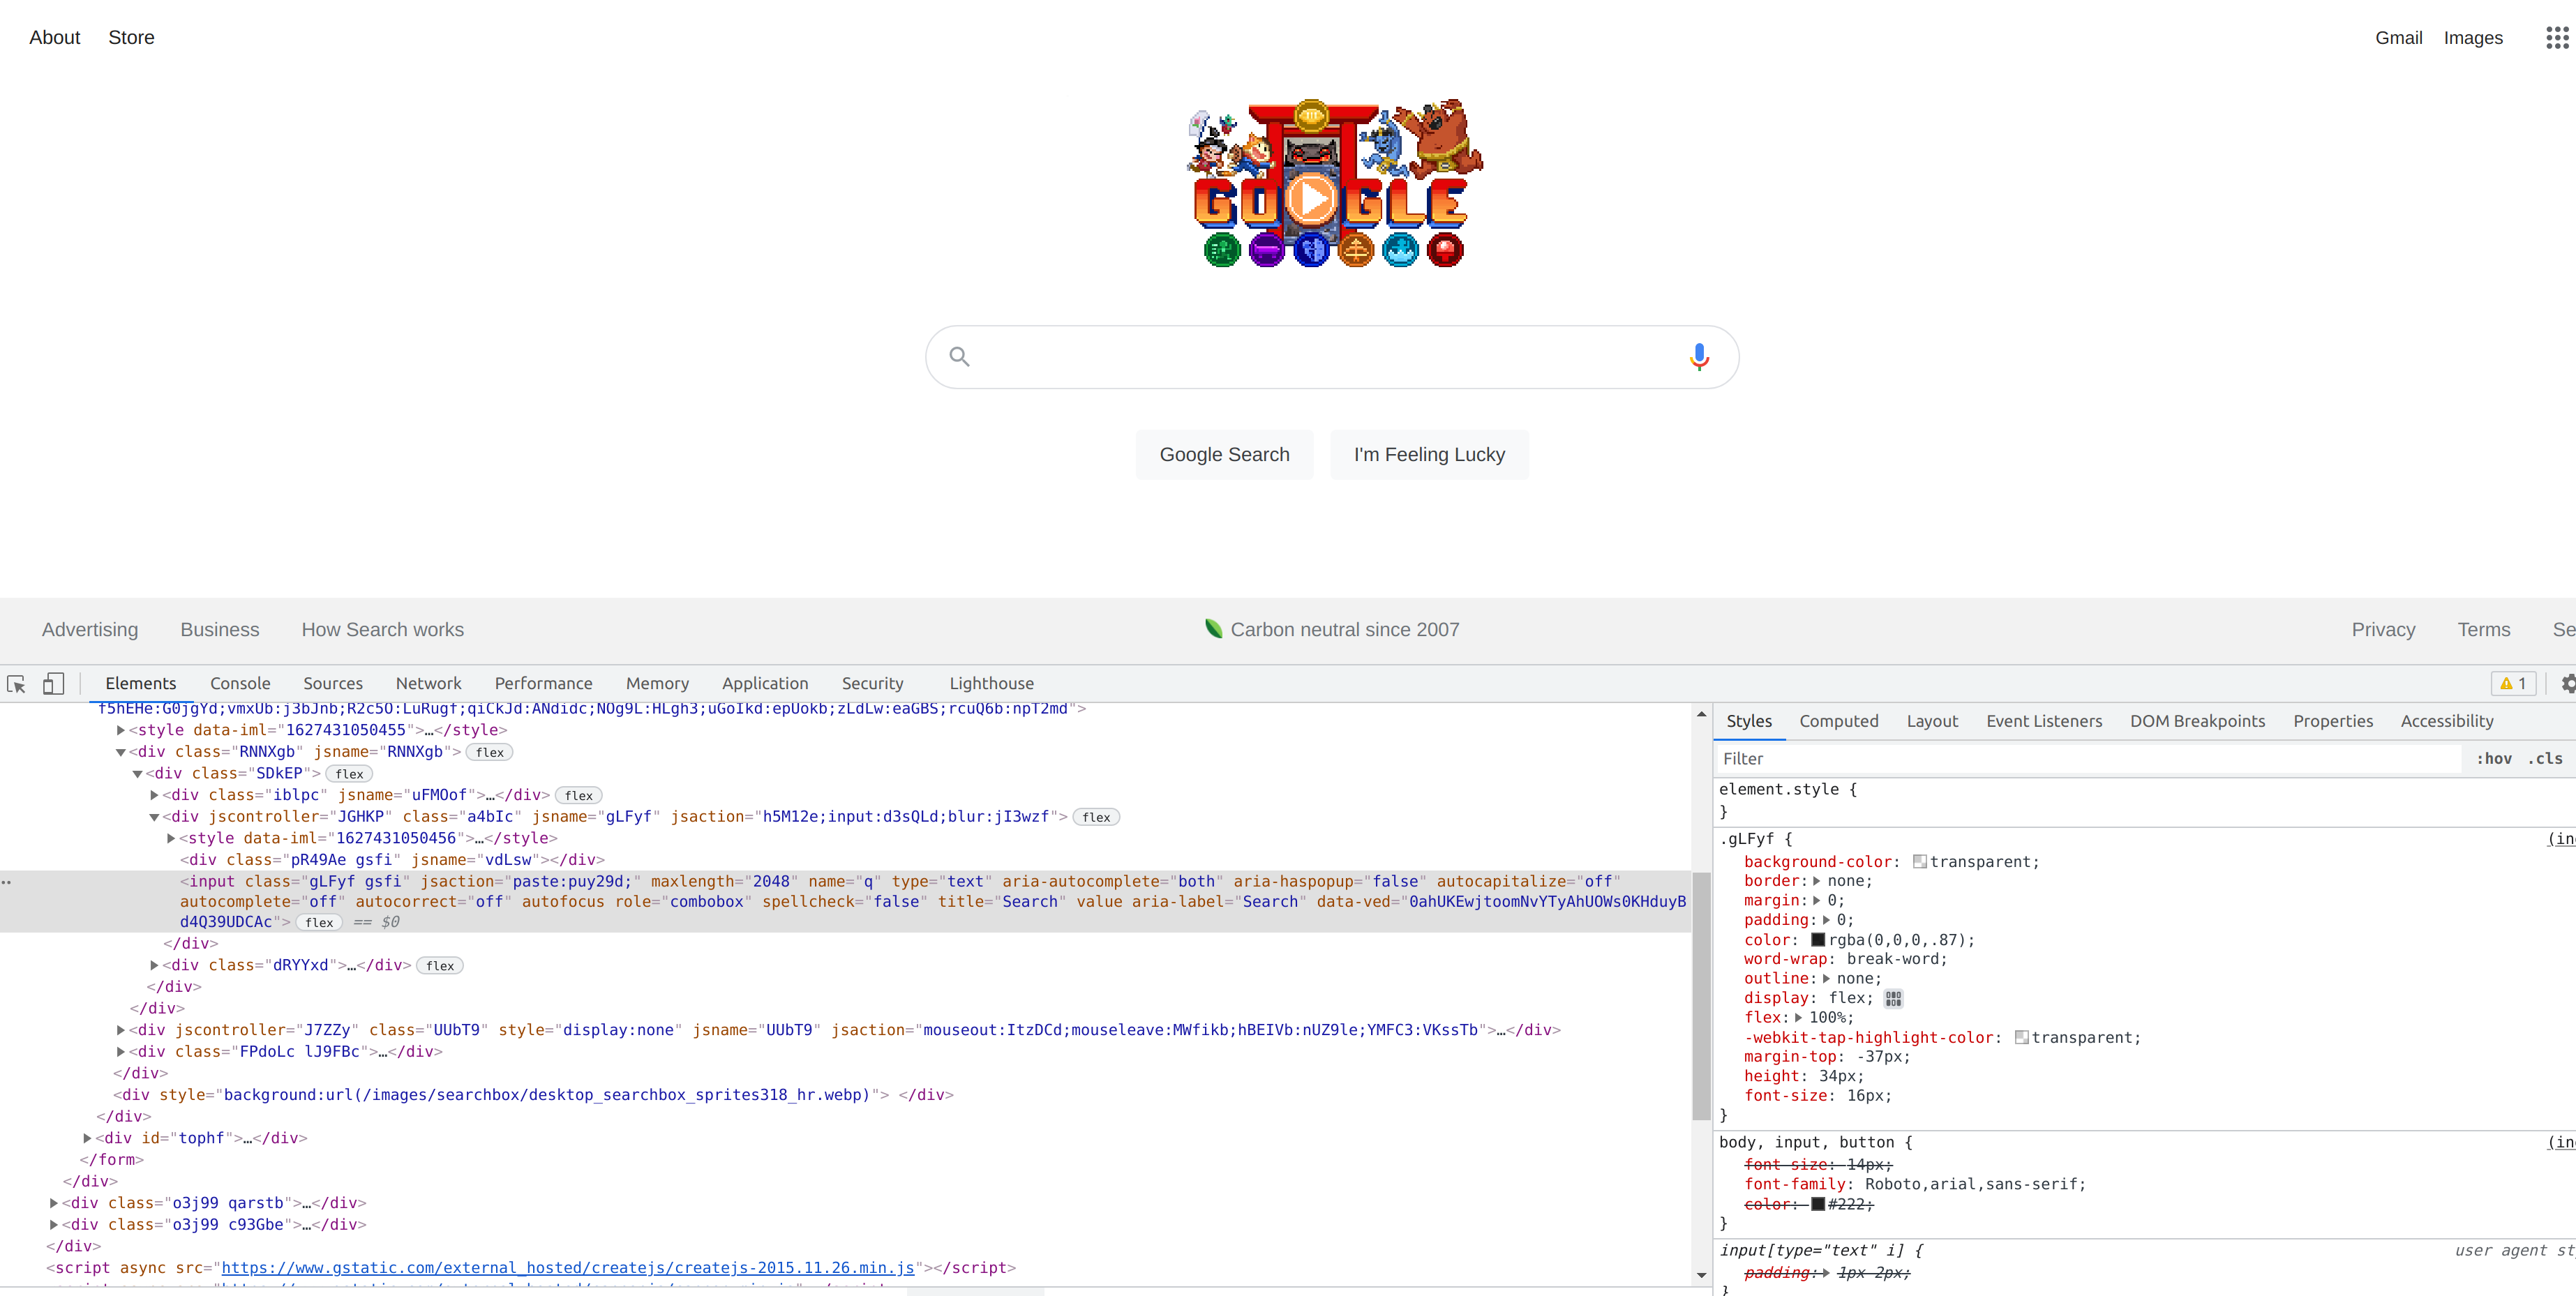 About Store Gmail Images
GOOGLE
Google Search I'm Feeling Lucky
Advertising Business How Search works Carbon neutral since 2007 Privacy Terms Se
Elements Console Sources Network Performance Memory Application Security Lighthouse 1
f5hEHe:G0jgYd;vmxUb:j3bJnb;R2c5O:LuRugf;qiCkJd:ANdidc;NOg9L:HLgh3;uGoIkd:epUokb;zLdLw:eaGBS;rcuQ6b:npT2md">
<style data-iml="1627431050455">…</style>
<div class="RNNXgb" jsname="RNNXgb"> flex
<div class="SDkEP"> flex
<div class="iblpc" jsname="uFMOof">…</div> flex
<div jscontroller="JGHKP" class="a4bIc" jsname="gLFyf" jsaction="h5M12e;input:d3sQLd;blur:jI3wzf"> flex
<style data-iml="1627431050456">…</style>
<div class="pR49Ae gsfi" jsname="vdLsw"></div>
<input class="gLFyf gsfi" jsaction="paste:puy29d;" maxlength="2048" name="q" type="text" aria-autocomplete="both" aria-haspopup="false" autocapitalize="off"
autocomplete="off" autocorrect="off" autofocus role="combobox" spellcheck="false" title="Search" value aria-label="Search" data-ved="0ahUKEwjtoomNvYTyAhUOWs0KHduyB
d4Q39UDCAc"> flex == $0
</div>
<div class="dRYYxd">…</div> flex
</div>
</div>
<div jscontroller="J7ZZy" class="UUbT9" style="display:none" jsname="UUbT9" jsaction="mouseout:ItzDCd;mouseleave:MWfikb;hBEIVb:nUZ9le;YMFC3:VKssTb">…</div>
<div class="FPdoLc lJ9FBc">…</div>
</div>
<div style="background:url(/images/searchbox/desktop_searchbox_sprites318_hr.webp)"> </div>
</div>
<div id="tophf">…</div>
</form>
</div>
<div class="o3j99 qarstb">…</div>
<div class="o3j99 c93Gbe">…</div>
</div>
<script async src="https://www.gstatic.com/external_hosted/createjs/createjs-2015.11.26.min.js"></script>
Styles Computed Layout Event Listeners DOM Breakpoints Properties Accessibility
Filter :hov .cls
element.style {
}
.gLFyf { (in
background-color: transparent;
border: none;
margin: 0;
padding: 0;
color: rgba(0,0,0,.87);
word-wrap: break-word;
outline: none;
display: flex;
flex: 100%;
-webkit-tap-highlight-color: transparent;
margin-top: -37px;
height: 34px;
font-size: 16px;
}
body, input, button { (in
font-size: 14px;
font-family: Roboto,arial,sans-serif;
color: #222;
}
input[type="text" i] { user agent st
padding: 1px 2px;
}